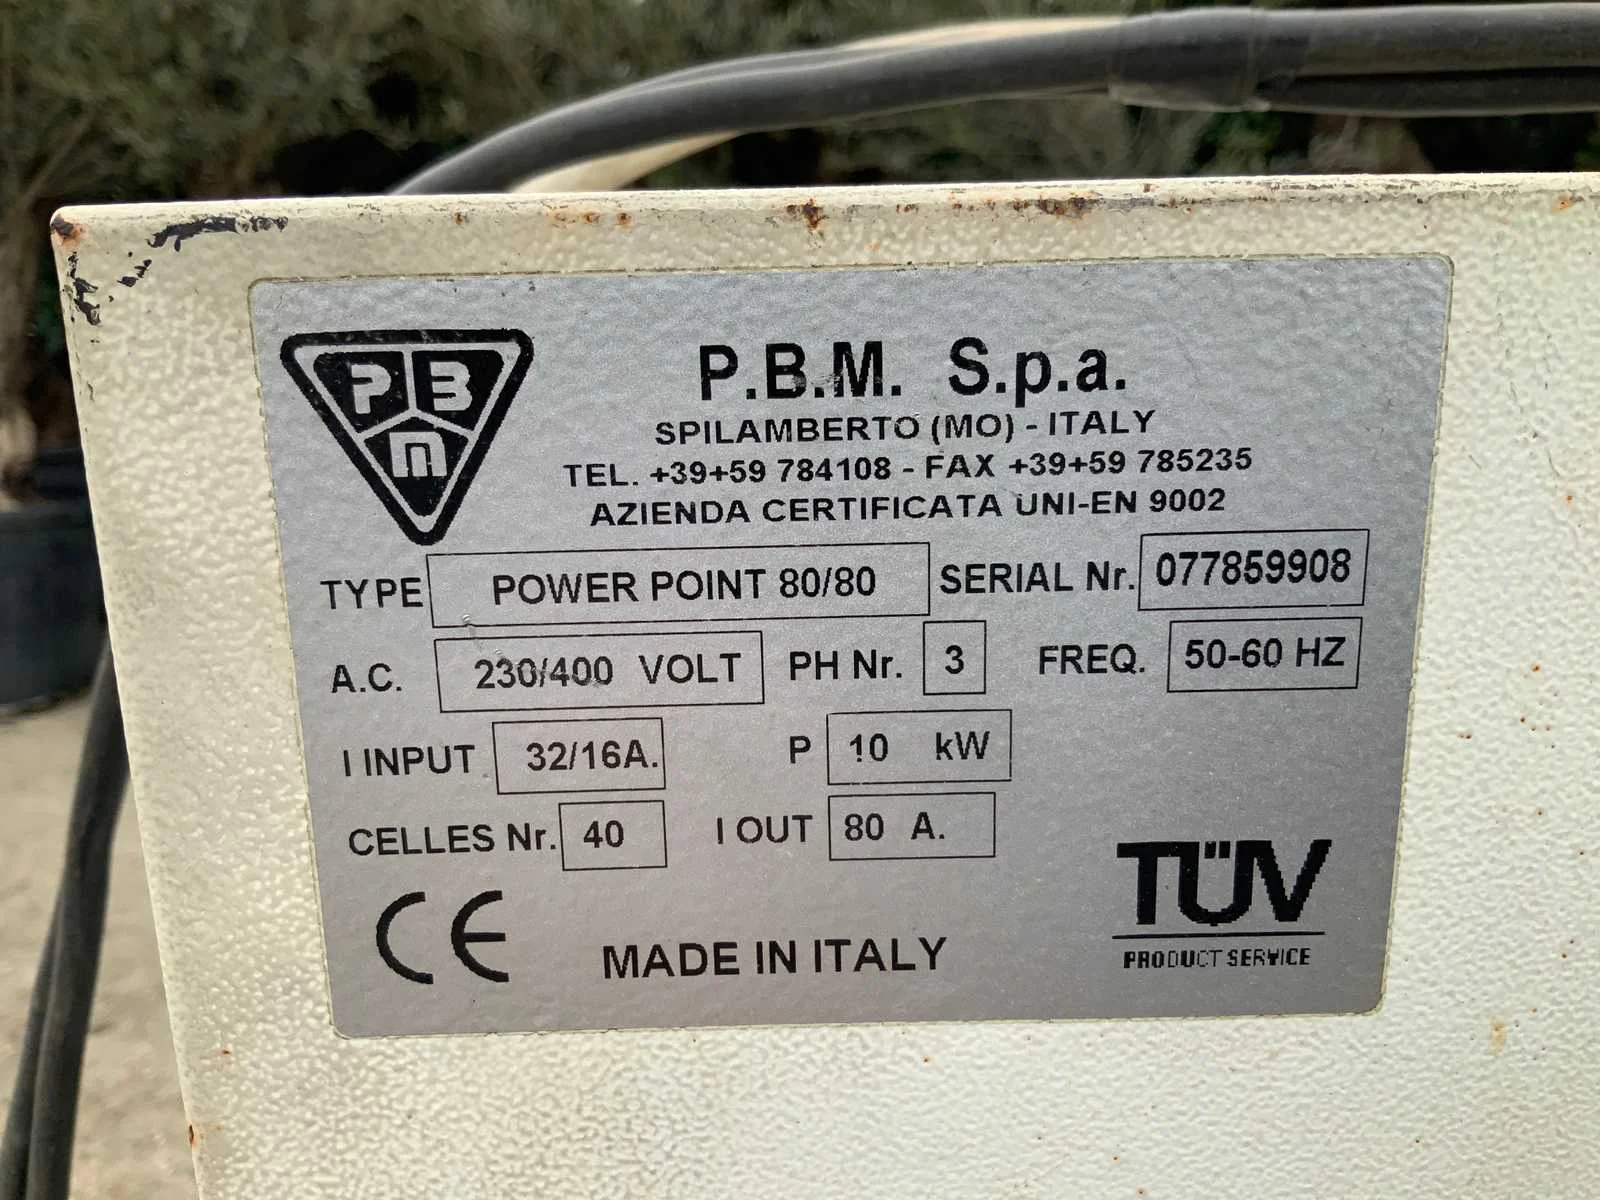 P B M
P.B.M. S.p.a.
SPILAMBERTO (MO) - ITALY
TEL. +39+59 784108 - FAX +39+59 785235
AZIENDA CERTIFICATA UNI-EN 9002
TYPE POWER POINT 80/80 SERIAL Nr. 077859908
A.C. 230/400 VOLT PH Nr. 3 FREQ. 50-60 HZ
I INPUT 32/16A. P 10 kW
CELLES Nr. 40 I OUT 80 A.
CE MADE IN ITALY
TÜV
PRODUCT SERVICE